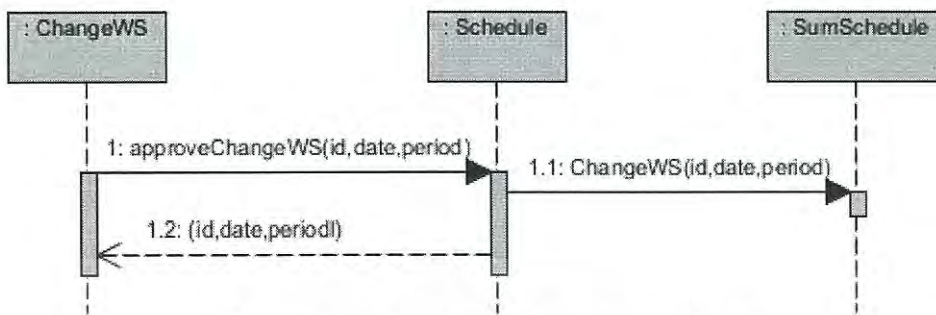 : ChangeWS
: Schedule
: SumSchedule
1: approveChangeWS(id,date,period)
1.1: ChangeWS(id,date,period)
1.2: (id,date,periodl)